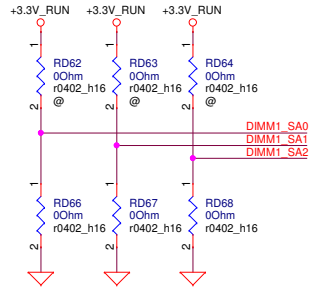 +3.3V_RUN +3.3V_RUN +3.3V_RUN
1 1 1
RD62 RD63 RD64
0Ohm 0Ohm 0Ohm
r0402_h16 r0402_h16 r0402_h16
@ @ @
2 2 2
DIMM1_SA0
DIMM1_SA1
DIMM1_SA2
1 1 1
RD66 RD67 RD68
0Ohm 0Ohm 0Ohm
r0402_h16 r0402_h16 r0402_h16
2 2 2